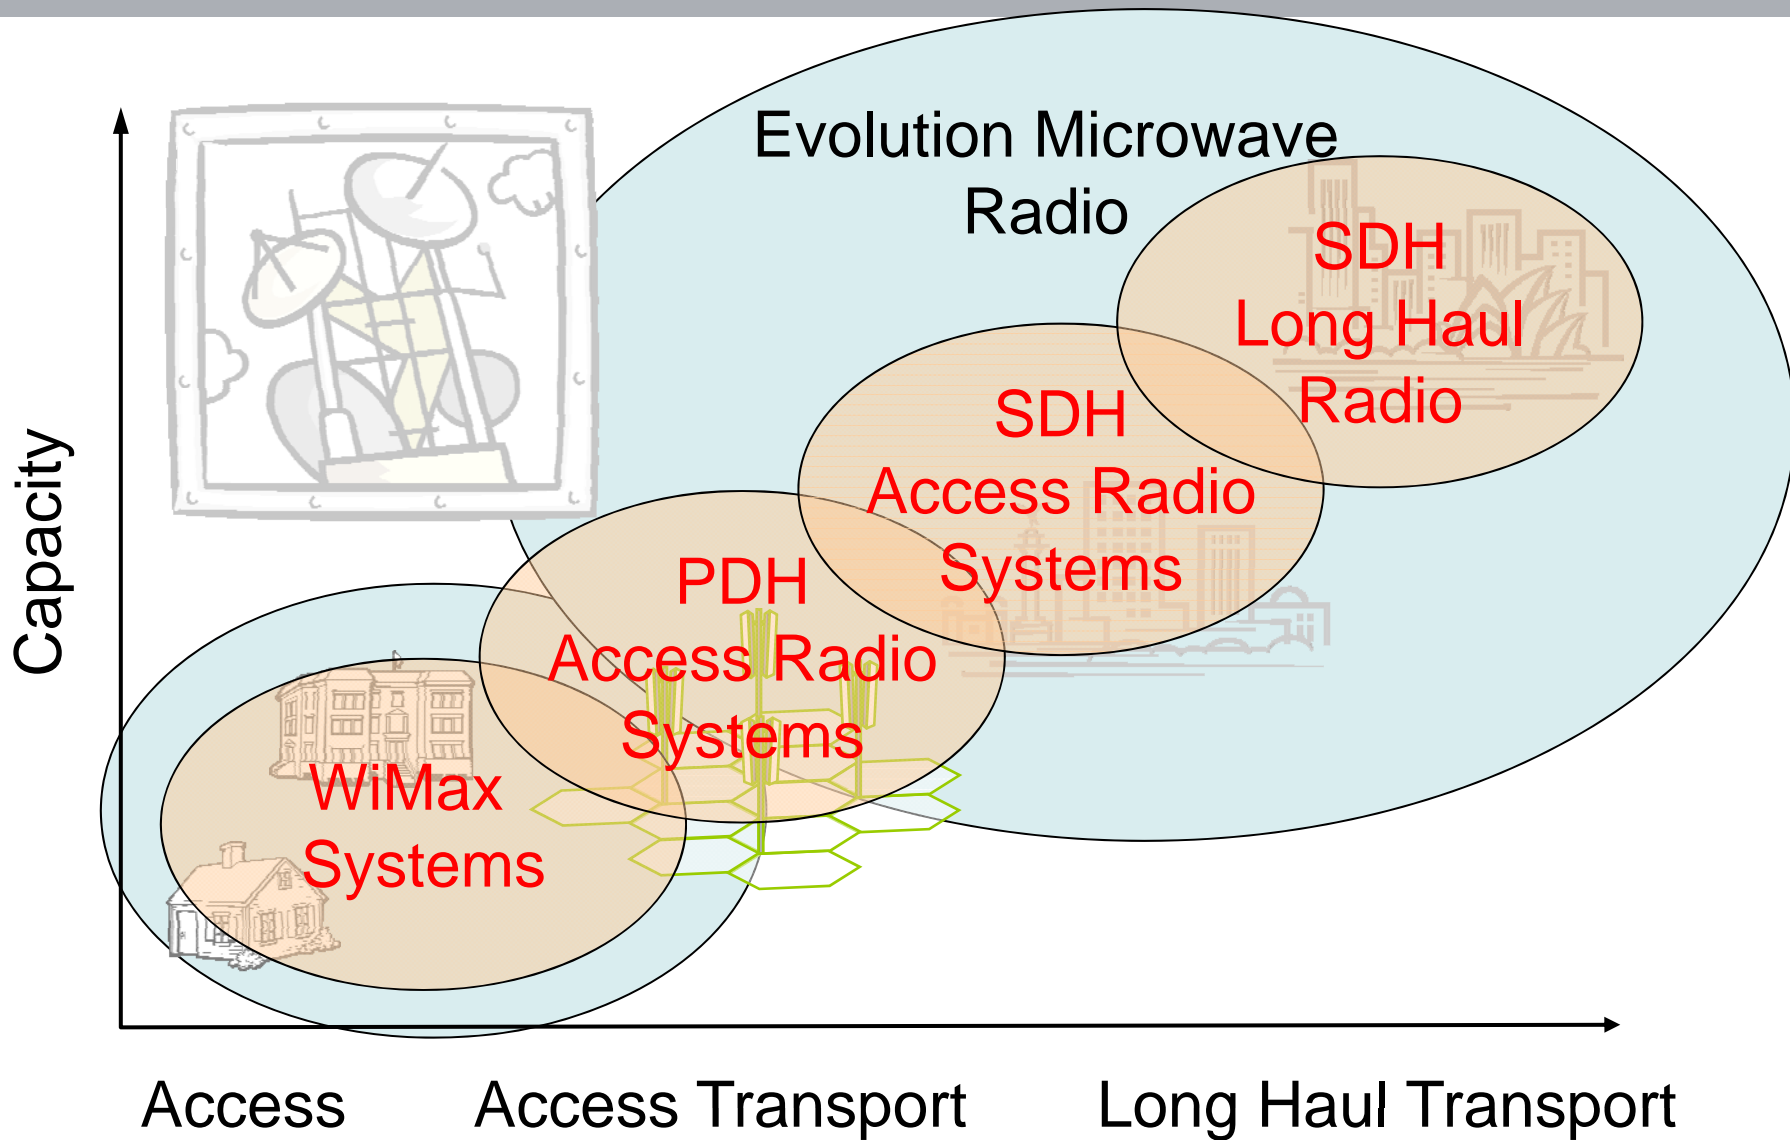 Evolution Microwave
Radio
SDH
Long Haul
Radio
SDH
Access Radio
Systems
PDH
Access Radio
Systems
WiMax
Systems
Capacity
Access
Access Transport
Long Haul Transport